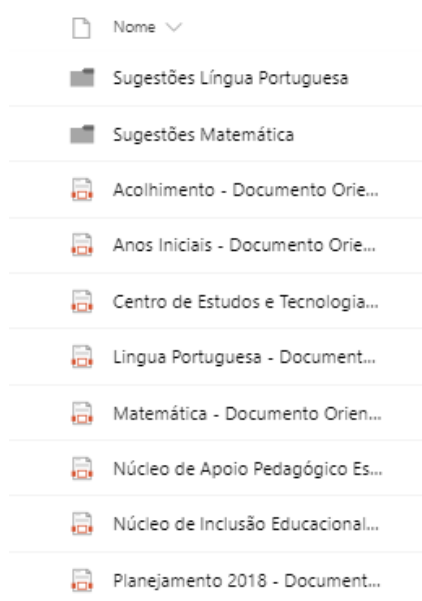 Nome
Sugestões Língua Portuguesa
Sugestões Matemática
Acolhimento - Documento Orie...
Anos Iniciais - Documento Orie...
Centro de Estudos e Tecnologia...
Lingua Portuguesa - Document...
Matemática - Documento Orien...
Núcleo de Apoio Pedagógico Es...
Núcleo de Inclusão Educacional...
Planejamento 2018 - Document...